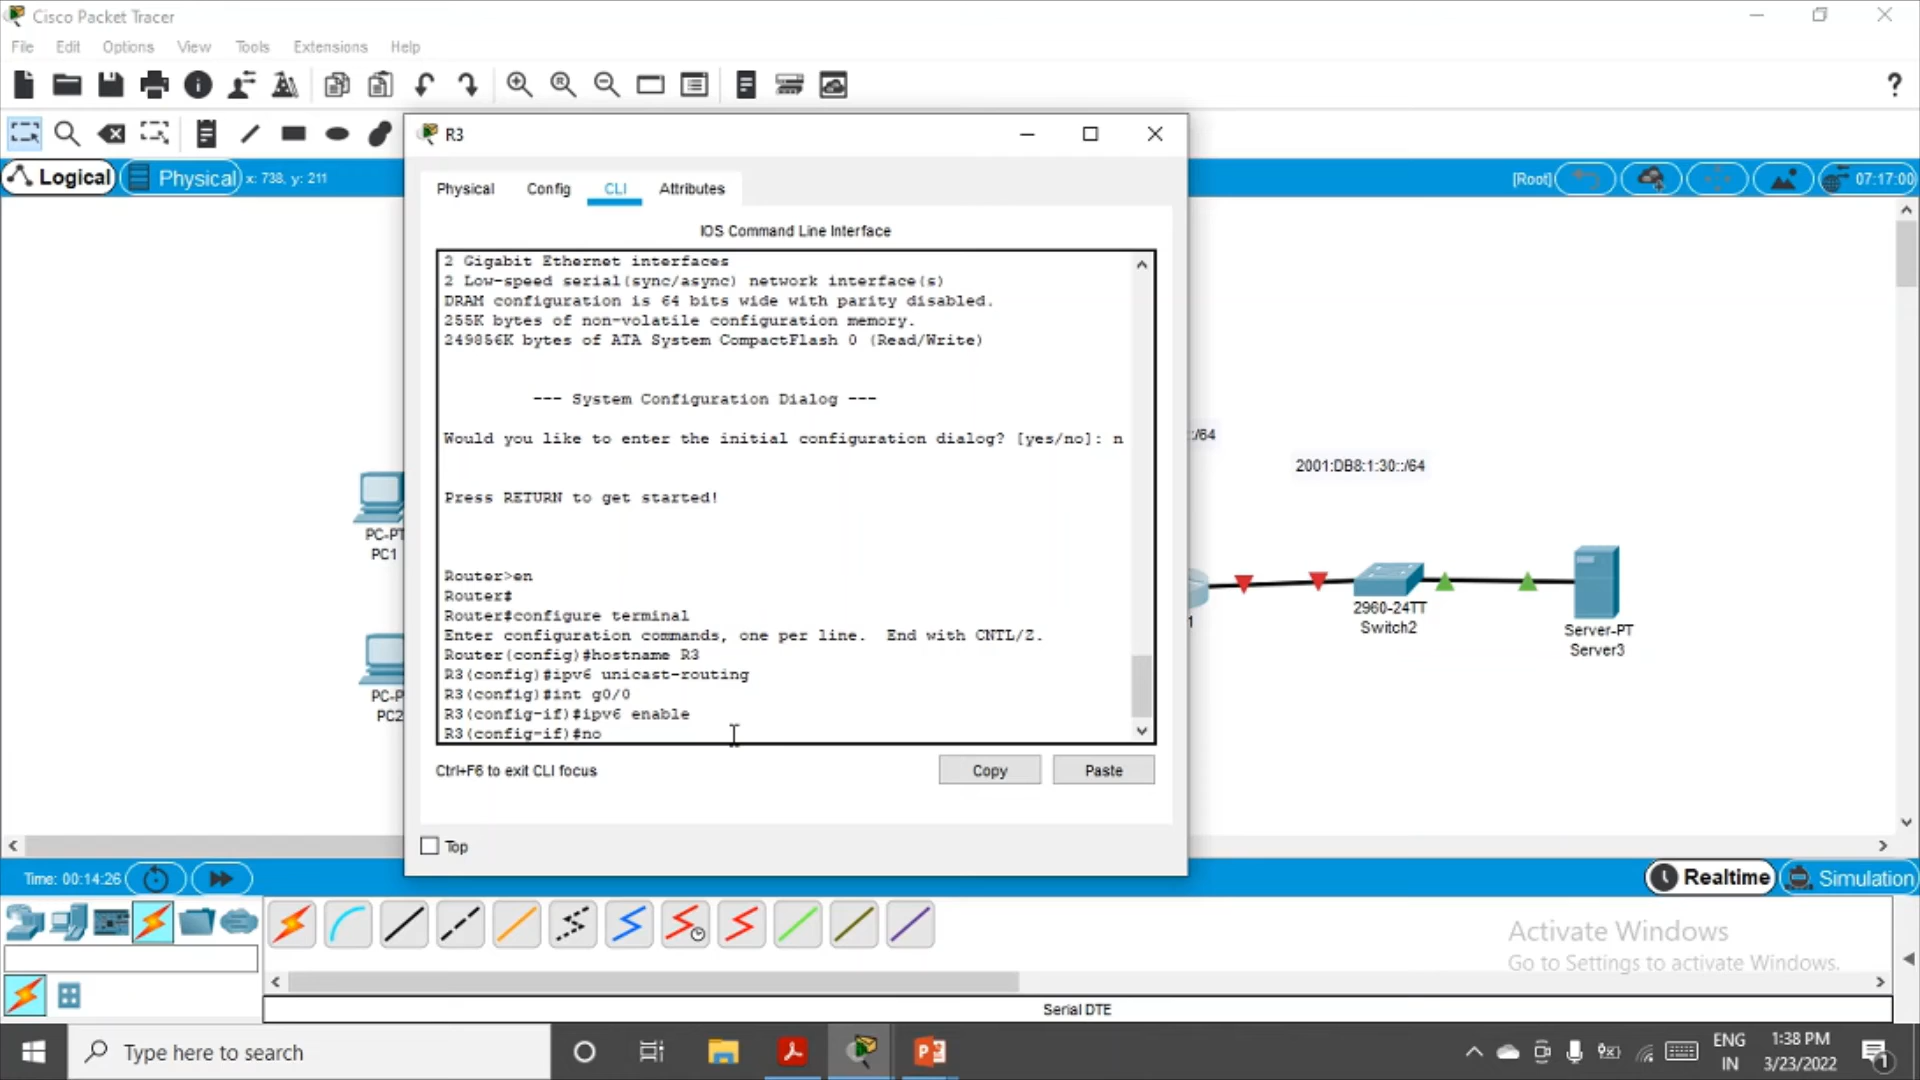 Cisco Packet Tracer
File Edit Options View Tools Extensions Help
?
R3
Logical Physical x: 738, y: 211
[Root] 07:17:00
Physical Config CLI Attributes
IOS Command Line Interface
2 Gigabit Ethernet interfaces
2 Low-speed serial(sync/async) network interface(s)
DRAM configuration is 64 bits wide with parity disabled.
255K bytes of non-volatile configuration memory.
249856K bytes of ATA System CompactFlash 0 (Read/Write)
--- System Configuration Dialog ---
Would you like to enter the initial configuration dialog? [yes/no]: n
Press RETURN to get started!
Router>en
Router#
Router#configure terminal
Enter configuration commands, one per line.  End with CNTL/Z.
Router(config)#hostname R3
R3(config)#ipv6 unicast-routing
R3(config)#int g0/0
R3(config-if)#ipv6 enable
R3(config-if)#no
Ctrl+F6 to exit CLI focus
Copy Paste
Top
PC-PT
PC1
PC-P
PC2
::/64
2001:DB8:1:30::/64
1
2960-24TT
Switch2
Server-PT
Server3
Time: 00:14:26
Realtime Simulation
Activate Windows
Go to Settings to activate Windows.
Serial DTE
Type here to search
ENG
IN
1:38 PM
3/23/2022
1